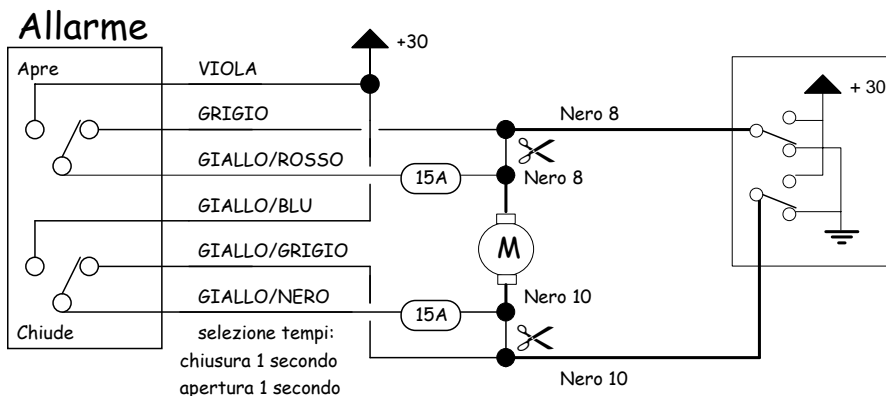 Allarme
+30
Apre
VIOLA
+ 30
GRIGIO
Nero 8
GIALLO/ROSSO
15A
Nero 8
GIALLO/BLU
GIALLO/GRIGIO
M
GIALLO/NERO
15A
Nero 10
Chiude
selezione tempi:
chiusura 1 secondo
apertura 1 secondo
Nero 10